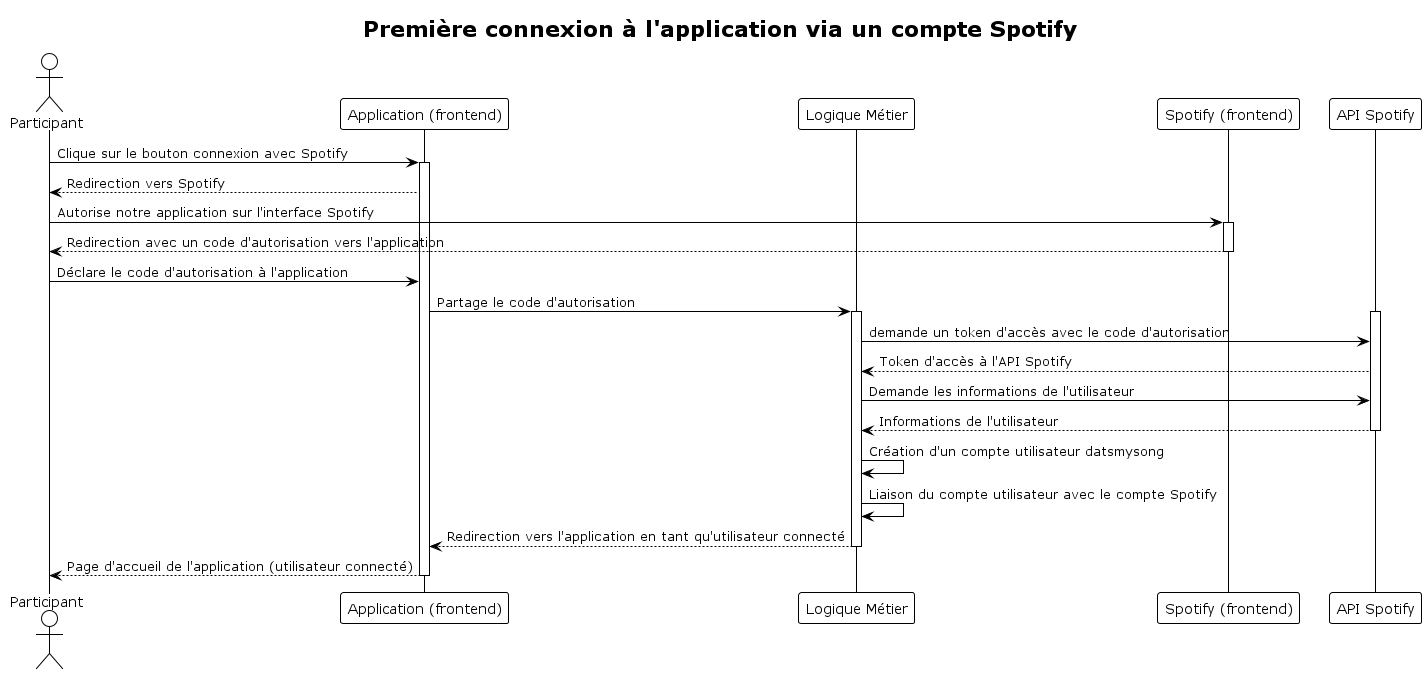 Première connexion à l'application via un compte Spotify
Participant
Application (frontend)
Logique Métier
Spotify (frontend)
API Spotify
Clique sur le bouton connexion avec Spotify
Redirection vers Spotify
Autorise notre application sur l'interface Spotify
Redirection avec un code d'autorisation vers l'application
Déclare le code d'autorisation à l'application
Partage le code d'autorisation
demande un token d'accès avec le code d'autorisation
Token d'accès à l'API Spotify
Demande les informations de l'utilisateur
Informations de l'utilisateur
Création d'un compte utilisateur datsmysong
Liaison du compte utilisateur avec le compte Spotify
Redirection vers l'application en tant qu'utilisateur connecté
Page d'accueil de l'application (utilisateur connecté)
Participant
Application (frontend)
Logique Métier
Spotify (frontend)
API Spotify